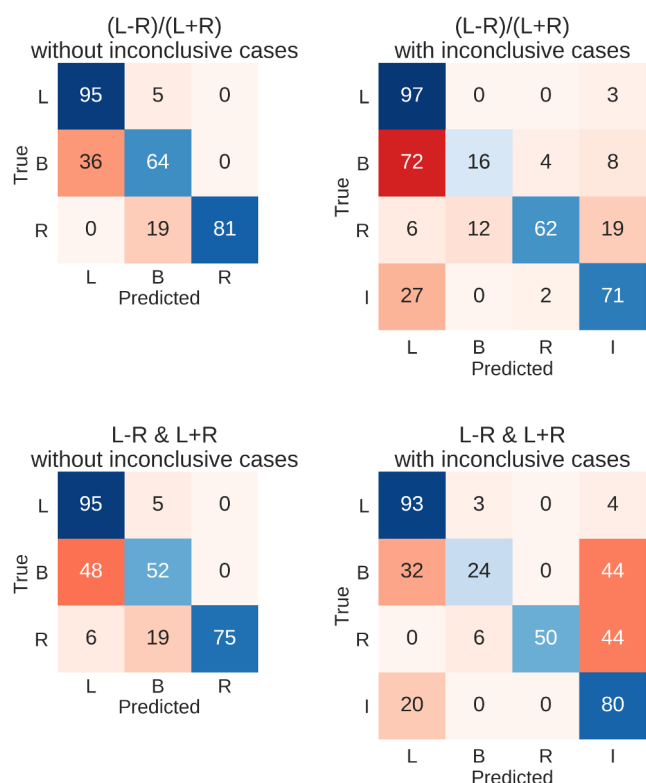 (L-R)/(L+R)
without inconclusive cases
True
L 95 5 0
B 36 64 0
R 0 19 81
L B R
Predicted
(L-R)/(L+R)
with inconclusive cases
True
L 97 0 0 3
B 72 16 4 8
R 6 12 62 19
I 27 0 2 71
L B R I
Predicted
L-R & L+R
without inconclusive cases
True
L 95 5 0
B 48 52 0
R 6 19 75
L B R
Predicted
L-R & L+R
with inconclusive cases
True
L 93 3 0 4
B 32 24 0 44
R 0 6 50 44
I 20 0 0 80
L B R I
Predicted